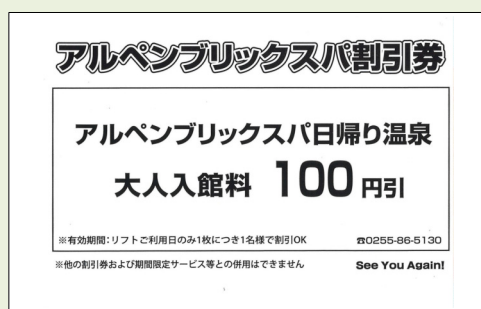 アルペンブリックスパ割引券
アルペンブリックスパ日帰り温泉
大人入館料 100円引
※有効期間:リフトご利用日のみ1枚につき1名様で割引OK ☎0255-86-5130
※他の割引券および期間限定サービス等との併用はできません See You Again!